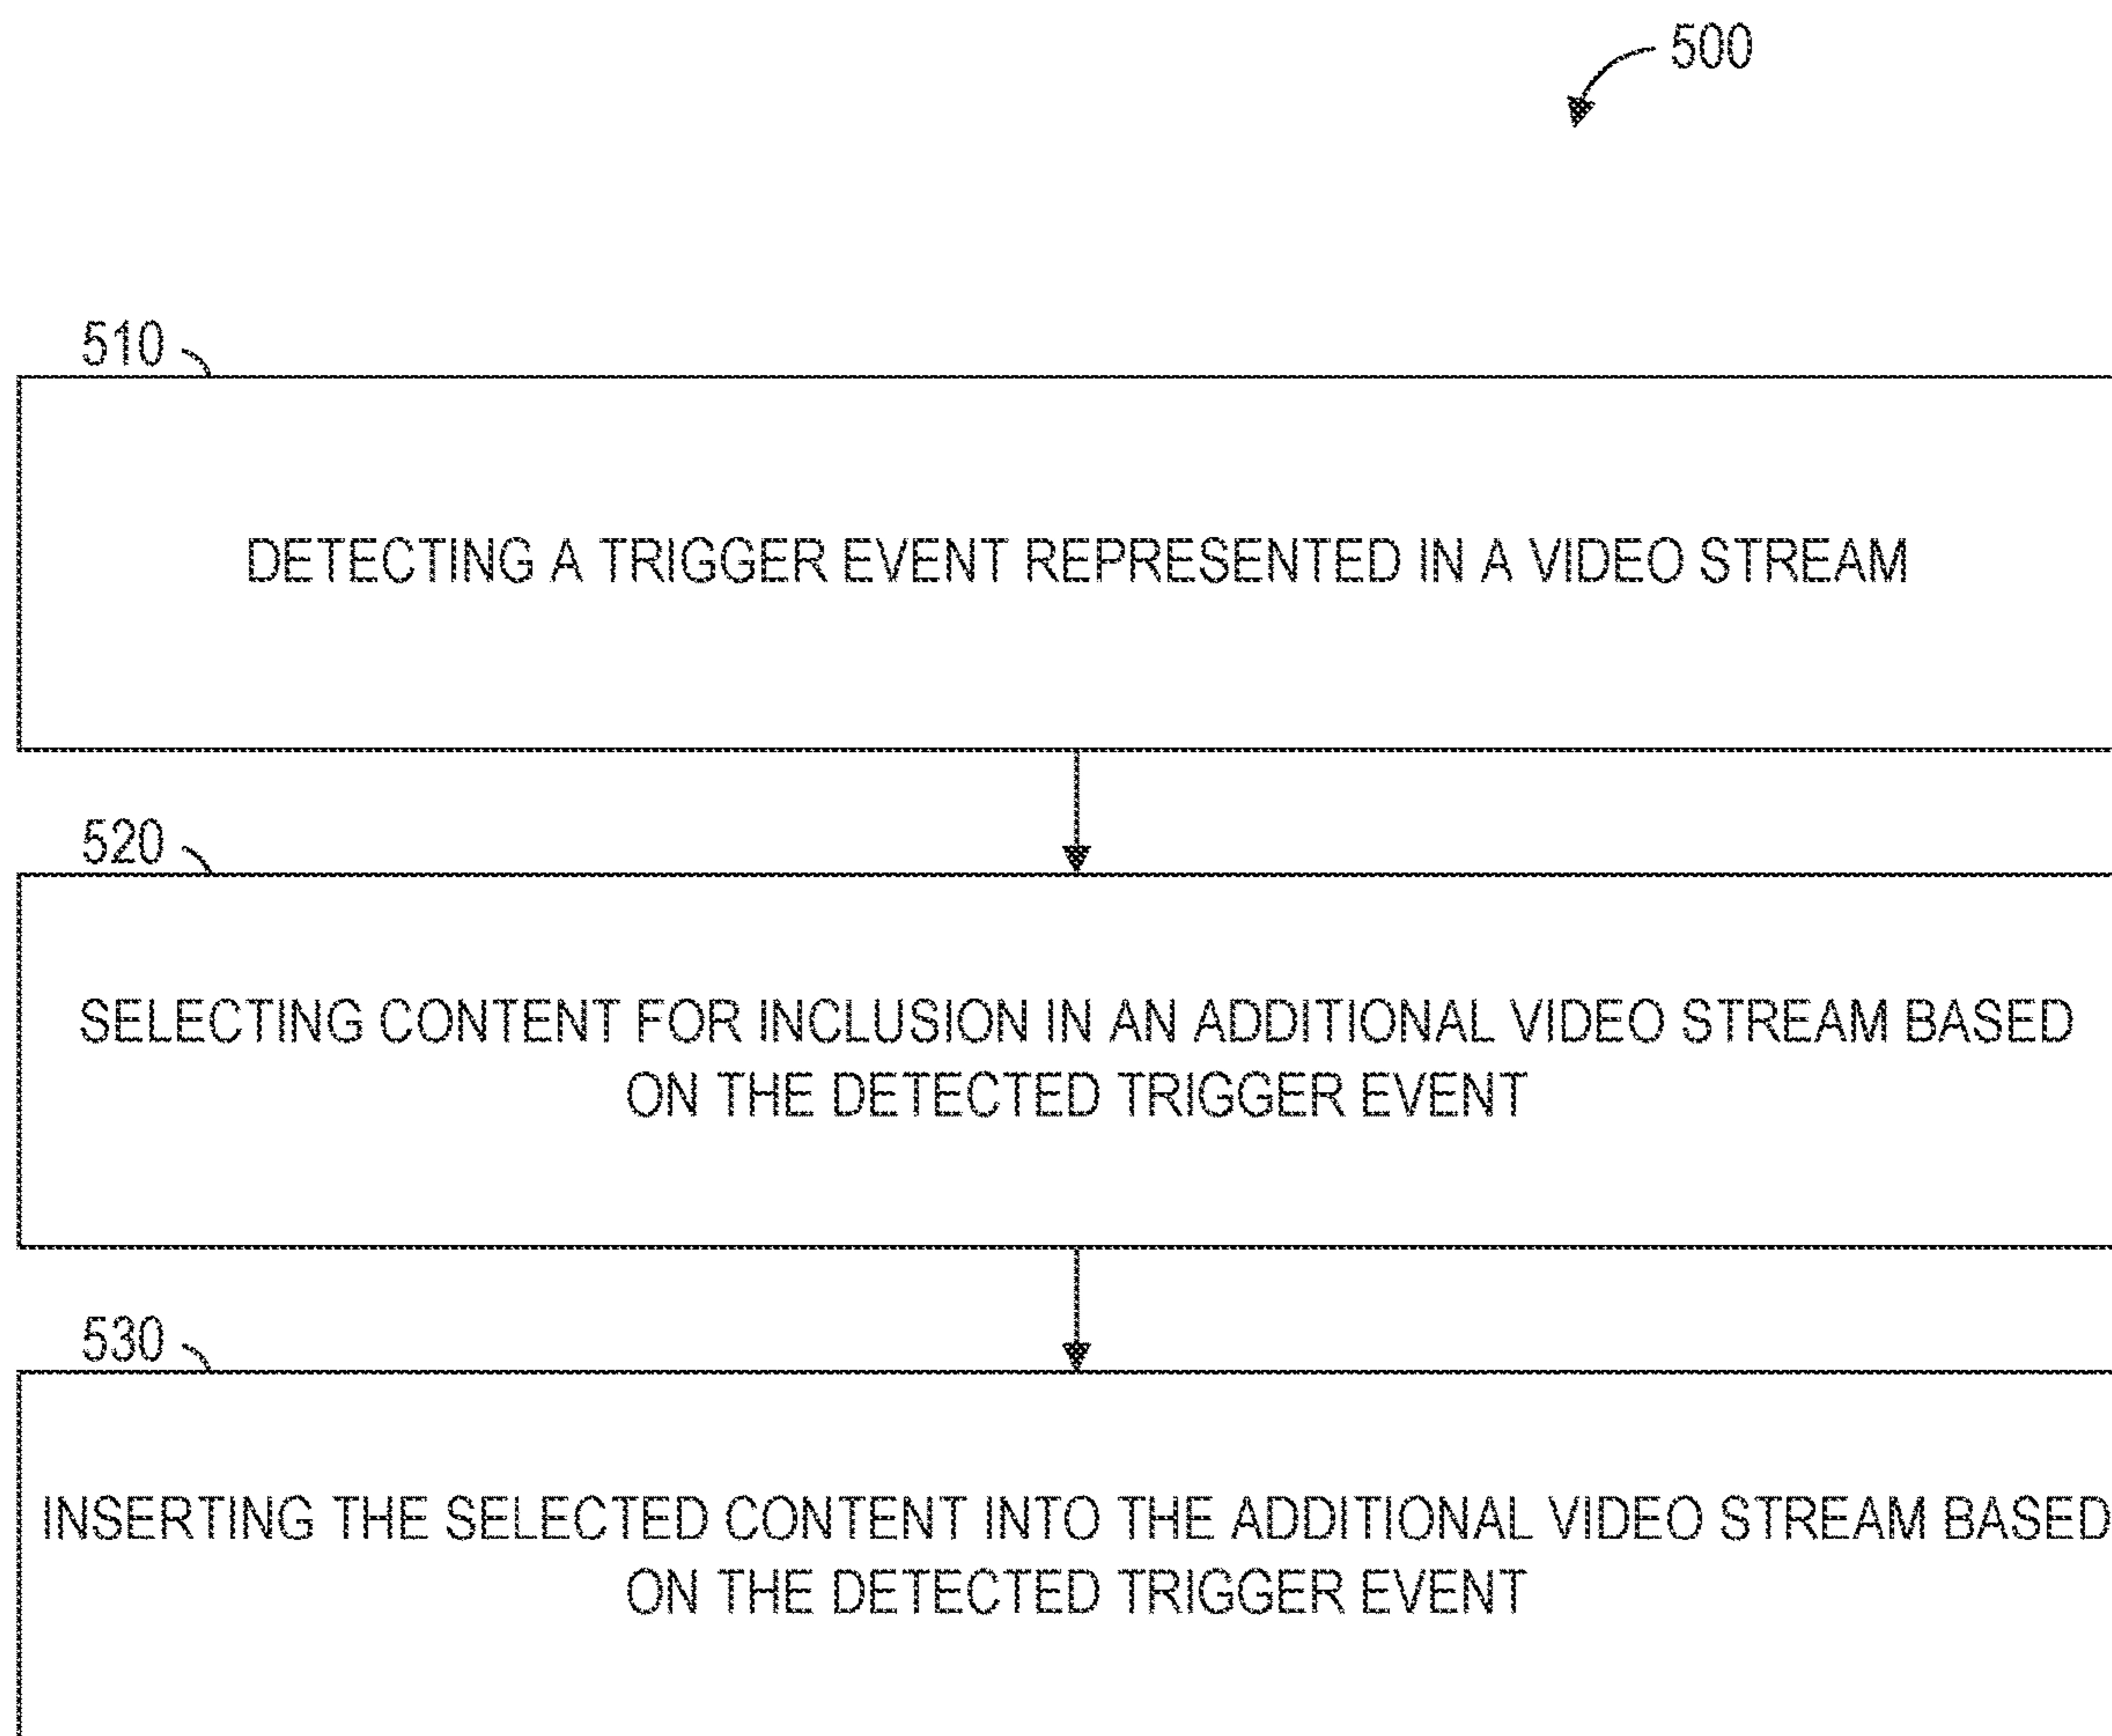 500
510
DETECTING A TRIGGER EVENT REPRESENTED IN A VIDEO STREAM
520
SELECTING CONTENT FOR INCLUSION IN AN ADDITIONAL VIDEO STREAM BASED
ON THE DETECTED TRIGGER EVENT
530
INSERTING THE SELECTED CONTENT INTO THE ADDITIONAL VIDEO STREAM BASED
ON THE DETECTED TRIGGER EVENT